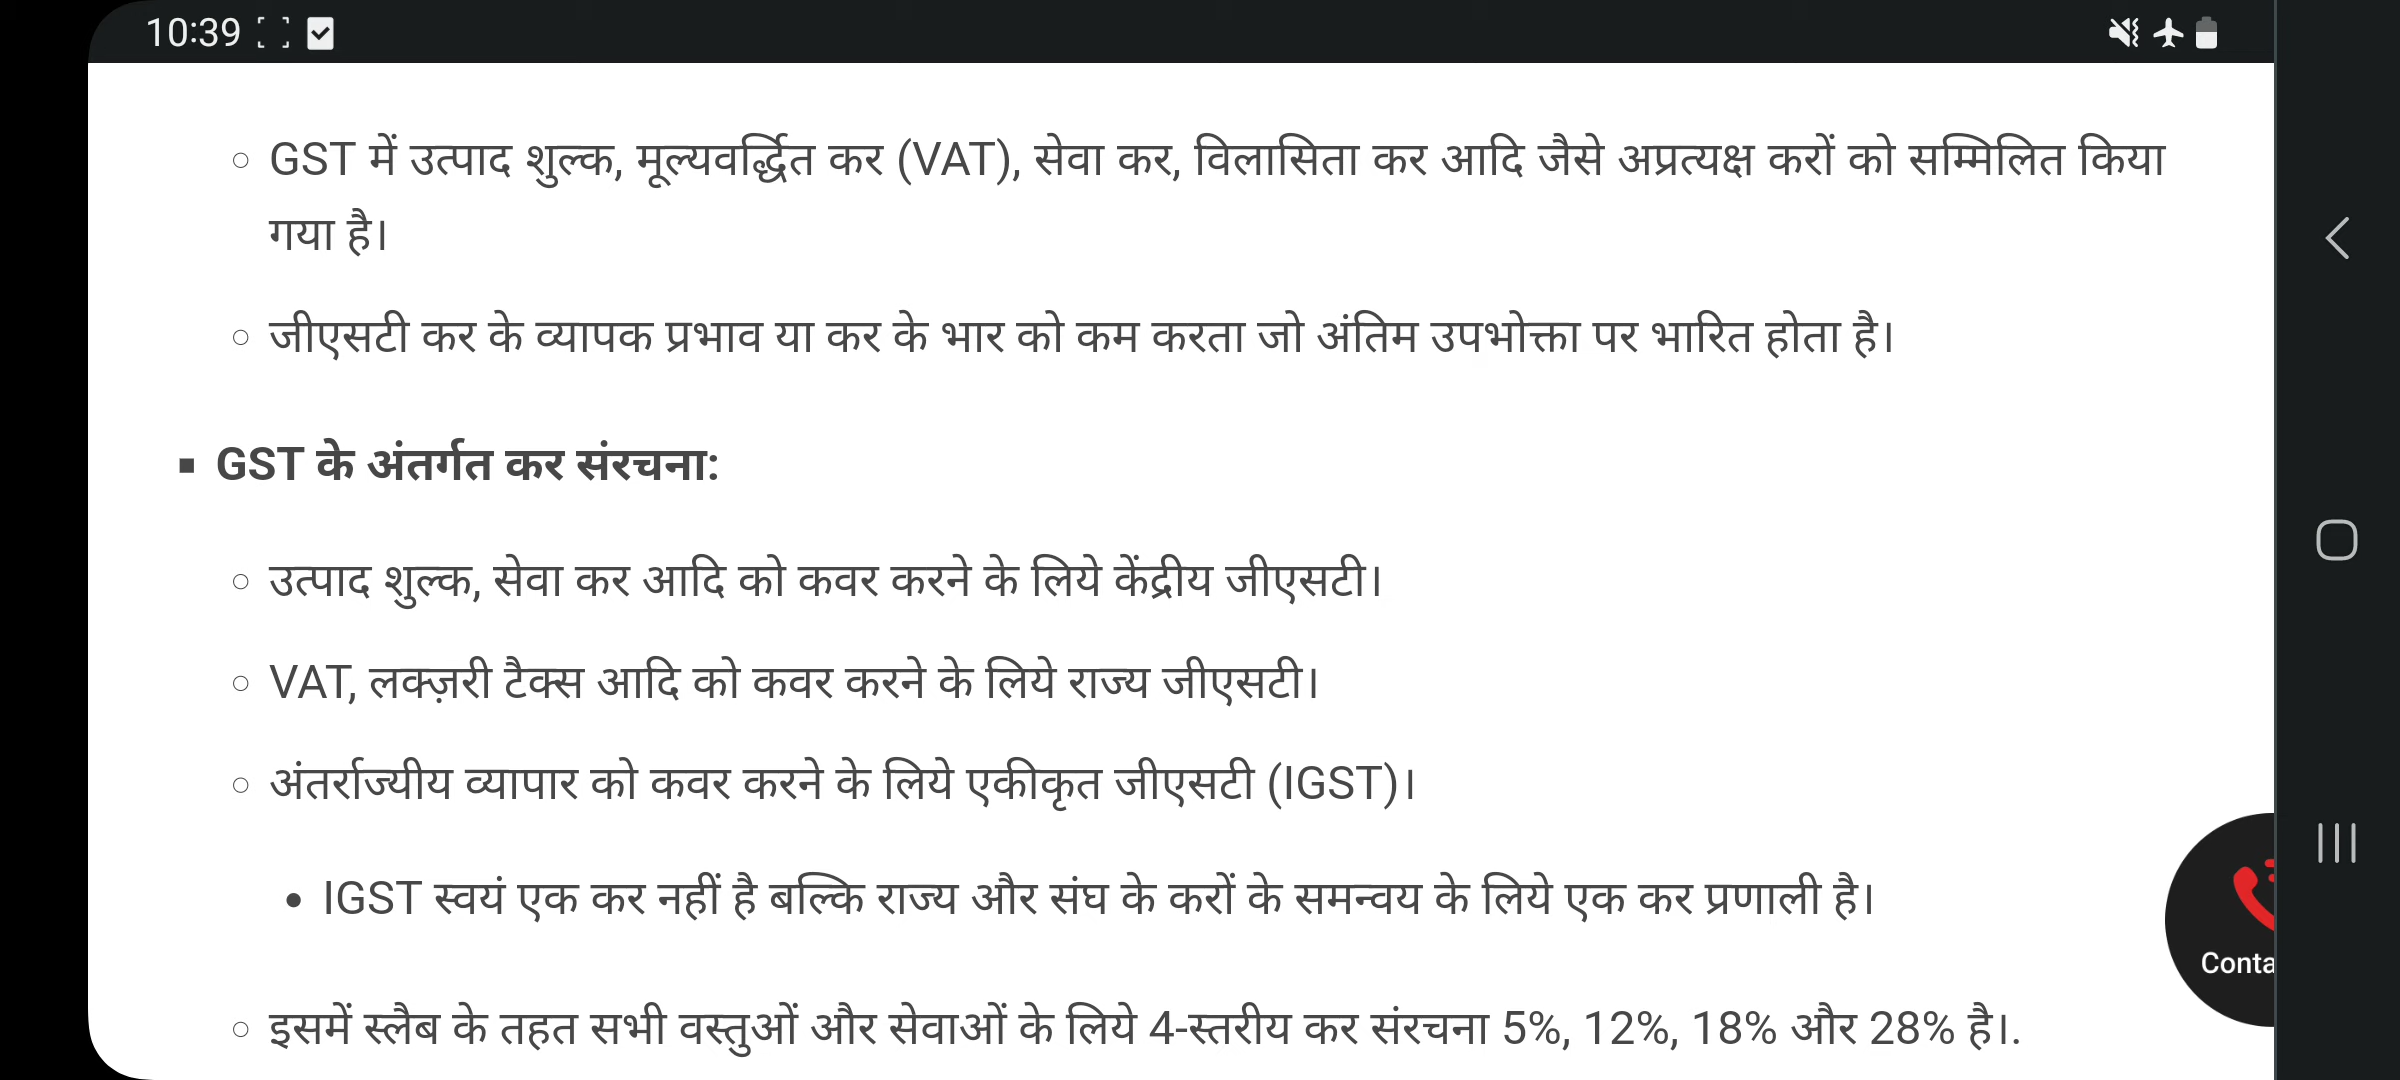 10:39
GST में उत्पाद शुल्क, मूल्यवर्द्धित कर (VAT), सेवा कर, विलासिता कर आदि जैसे अप्रत्यक्ष करों को सम्मिलित किया
गया है।
जीएसटी कर के व्यापक प्रभाव या कर के भार को कम करता जो अंतिम उपभोक्ता पर भारित होता है।
GST के अंतर्गत कर संरचना:
उत्पाद शुल्क, सेवा कर आदि को कवर करने के लिये केंद्रीय जीएसटी।
VAT, लक्ज़री टैक्स आदि को कवर करने के लिये राज्य जीएसटी।
अंतर्राज्यीय व्यापार को कवर करने के लिये एकीकृत जीएसटी (IGST)।
IGST स्वयं एक कर नहीं है बल्कि राज्य और संघ के करों के समन्वय के लिये एक कर प्रणाली है।
Conta
इसमें स्लैब के तहत सभी वस्तुओं और सेवाओं के लिये 4-स्तरीय कर संरचना 5%, 12%, 18% और 28% है।.